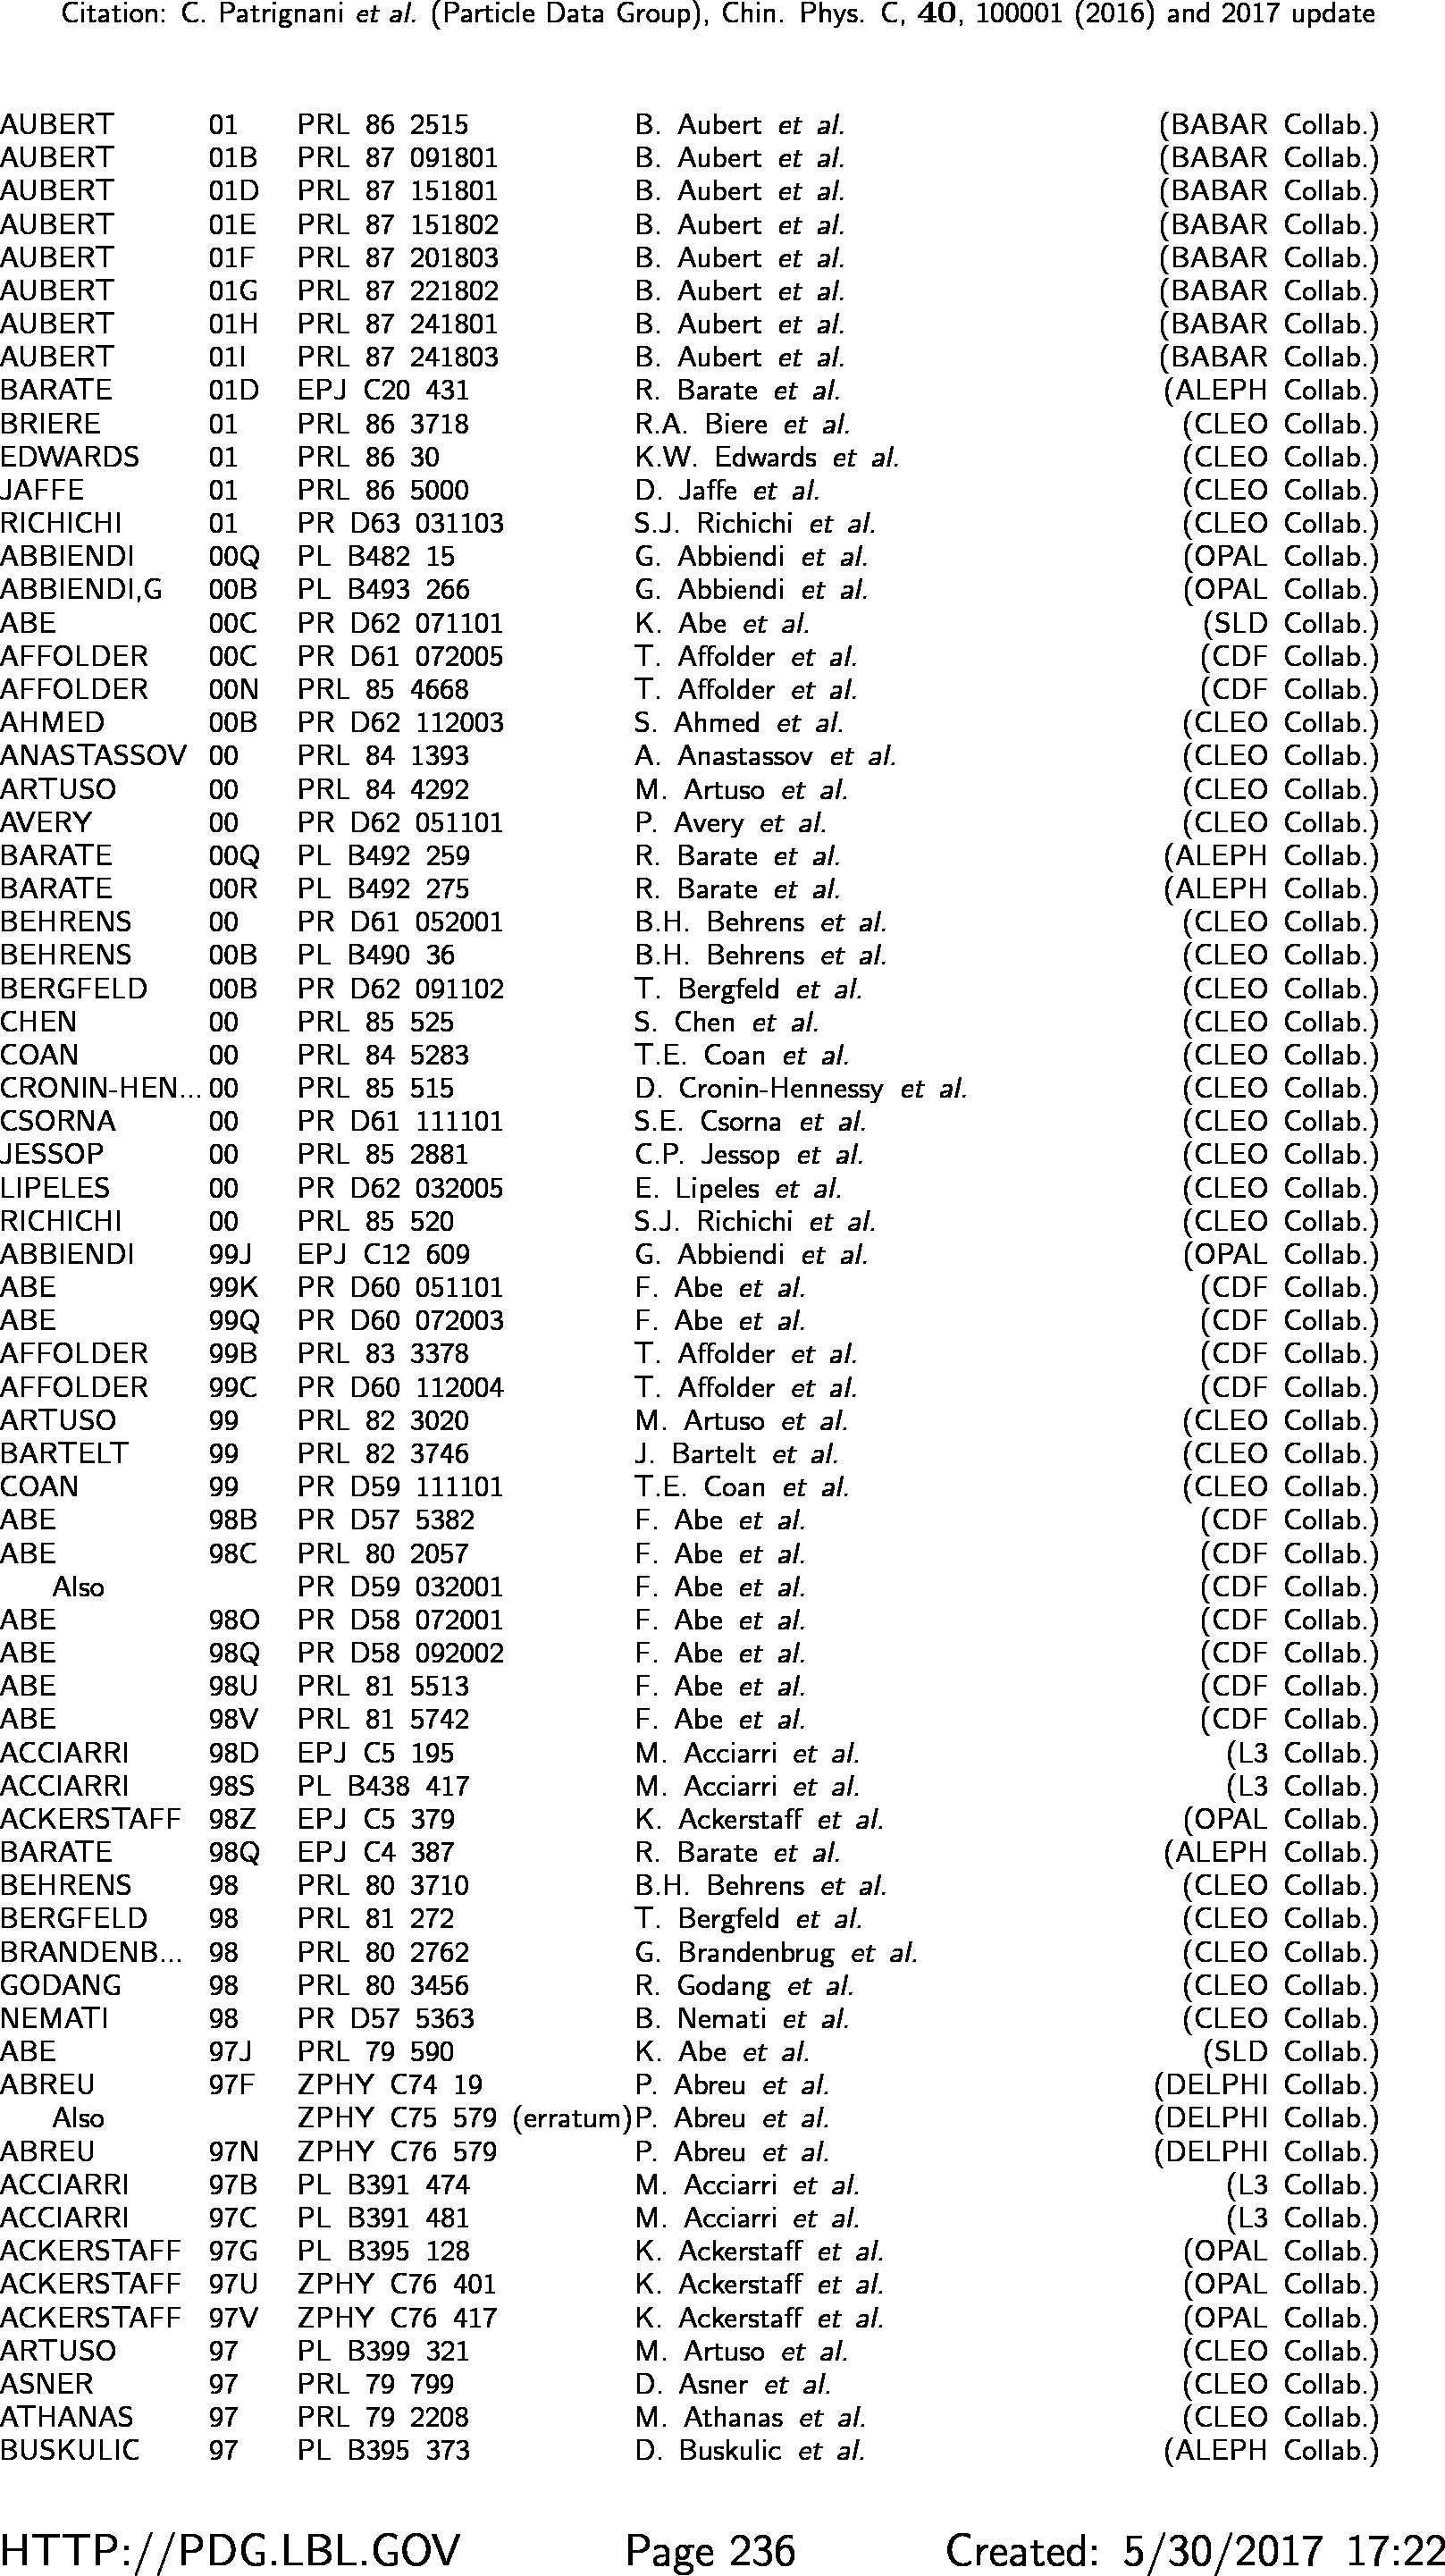 Citation: C. Patrignani et al. (Particle Data Group), Chin. Phys. C, 40, 100001 (2016) and 2017 update
AUBERT 01 PRL 86 2515 B. Aubert et al. (BABAR Collab.)
AUBERT 01B PRL 87 091801 B. Aubert et al. (BABAR Collab.)
AUBERT 01D PRL 87 151801 B. Aubert et al. (BABAR Collab.)
AUBERT 01E PRL 87 151802 B. Aubert et al. (BABAR Collab.)
AUBERT 01F PRL 87 201803 B. Aubert et al. (BABAR Collab.)
AUBERT 01G PRL 87 221802 B. Aubert et al. (BABAR Collab.)
AUBERT 01H PRL 87 241801 B. Aubert et al. (BABAR Collab.)
AUBERT 01I PRL 87 241803 B. Aubert et al. (BABAR Collab.)
BARATE 01D EPJ C20 431 R. Barate et al. (ALEPH Collab.)
BRIERE 01 PRL 86 3718 R.A. Biere et al. (CLEO Collab.)
EDWARDS 01 PRL 86 30 K.W. Edwards et al. (CLEO Collab.)
JAFFE 01 PRL 86 5000 D. Jaffe et al. (CLEO Collab.)
RICHICHI 01 PR D63 031103 S.J. Richichi et al. (CLEO Collab.)
ABBIENDI 00Q PL B482 15 G. Abbiendi et al. (OPAL Collab.)
ABBIENDI,G 00B PL B493 266 G. Abbiendi et al. (OPAL Collab.)
ABE 00C PR D62 071101 K. Abe et al. (SLD Collab.)
AFFOLDER 00C PR D61 072005 T. Affolder et al. (CDF Collab.)
AFFOLDER 00N PRL 85 4668 T. Affolder et al. (CDF Collab.)
AHMED 00B PR D62 112003 S. Ahmed et al. (CLEO Collab.)
ANASTASSOV 00 PRL 84 1393 A. Anastassov et al. (CLEO Collab.)
ARTUSO 00 PRL 84 4292 M. Artuso et al. (CLEO Collab.)
AVERY 00 PR D62 051101 P. Avery et al. (CLEO Collab.)
BARATE 00Q PL B492 259 R. Barate et al. (ALEPH Collab.)
BARATE 00R PL B492 275 R. Barate et al. (ALEPH Collab.)
BEHRENS 00 PR D61 052001 B.H. Behrens et al. (CLEO Collab.)
BEHRENS 00B PL B490 36 B.H. Behrens et al. (CLEO Collab.)
BERGFELD 00B PR D62 091102 T. Bergfeld et al. (CLEO Collab.)
CHEN 00 PRL 85 525 S. Chen et al. (CLEO Collab.)
COAN 00 PRL 84 5283 T.E. Coan et al. (CLEO Collab.)
CRONIN-HEN... 00 PRL 85 515 D. Cronin-Hennessy et al. (CLEO Collab.)
CSORNA 00 PR D61 111101 S.E. Csorna et al. (CLEO Collab.)
JESSOP 00 PRL 85 2881 C.P. Jessop et al. (CLEO Collab.)
LIPELES 00 PR D62 032005 E. Lipeles et al. (CLEO Collab.)
RICHICHI 00 PRL 85 520 S.J. Richichi et al. (CLEO Collab.)
ABBIENDI 99J EPJ C12 609 G. Abbiendi et al. (OPAL Collab.)
ABE 99K PR D60 051101 F. Abe et al. (CDF Collab.)
ABE 99Q PR D60 072003 F. Abe et al. (CDF Collab.)
AFFOLDER 99B PRL 83 3378 T. Affolder et al. (CDF Collab.)
AFFOLDER 99C PR D60 112004 T. Affolder et al. (CDF Collab.)
ARTUSO 99 PRL 82 3020 M. Artuso et al. (CLEO Collab.)
BARTELT 99 PRL 82 3746 J. Bartelt et al. (CLEO Collab.)
COAN 99 PR D59 111101 T.E. Coan et al. (CLEO Collab.)
ABE 98B PR D57 5382 F. Abe et al. (CDF Collab.)
ABE 98C PRL 80 2057 F. Abe et al. (CDF Collab.)
Also PR D59 032001 F. Abe et al. (CDF Collab.)
ABE 98O PR D58 072001 F. Abe et al. (CDF Collab.)
ABE 98Q PR D58 092002 F. Abe et al. (CDF Collab.)
ABE 98U PRL 81 5513 F. Abe et al. (CDF Collab.)
ABE 98V PRL 81 5742 F. Abe et al. (CDF Collab.)
ACCIARRI 98D EPJ C5 195 M. Acciarri et al. (L3 Collab.)
ACCIARRI 98S PL B438 417 M. Acciarri et al. (L3 Collab.)
ACKERSTAFF 98Z EPJ C5 379 K. Ackerstaff et al. (OPAL Collab.)
BARATE 98Q EPJ C4 387 R. Barate et al. (ALEPH Collab.)
BEHRENS 98 PRL 80 3710 B.H. Behrens et al. (CLEO Collab.)
BERGFELD 98 PRL 81 272 T. Bergfeld et al. (CLEO Collab.)
BRANDENB... 98 PRL 80 2762 G. Brandenbrug et al. (CLEO Collab.)
GODANG 98 PRL 80 3456 R. Godang et al. (CLEO Collab.)
NEMATI 98 PR D57 5363 B. Nemati et al. (CLEO Collab.)
ABE 97J PRL 79 590 K. Abe et al. (SLD Collab.)
ABREU 97F ZPHY C74 19 P. Abreu et al. (DELPHI Collab.)
Also ZPHY C75 579 (erratum) P. Abreu et al. (DELPHI Collab.)
ABREU 97N ZPHY C76 579 P. Abreu et al. (DELPHI Collab.)
ACCIARRI 97B PL B391 474 M. Acciarri et al. (L3 Collab.)
ACCIARRI 97C PL B391 481 M. Acciarri et al. (L3 Collab.)
ACKERSTAFF 97G PL B395 128 K. Ackerstaff et al. (OPAL Collab.)
ACKERSTAFF 97U ZPHY C76 401 K. Ackerstaff et al. (OPAL Collab.)
ACKERSTAFF 97V ZPHY C76 417 K. Ackerstaff et al. (OPAL Collab.)
ARTUSO 97 PL B399 321 M. Artuso et al. (CLEO Collab.)
ASNER 97 PRL 79 799 D. Asner et al. (CLEO Collab.)
ATHANAS 97 PRL 79 2208 M. Athanas et al. (CLEO Collab.)
BUSKULIC 97 PL B395 373 D. Buskulic et al. (ALEPH Collab.)
HTTP://PDG.LBL.GOV Page 236 Created: 5/30/2017 17:22